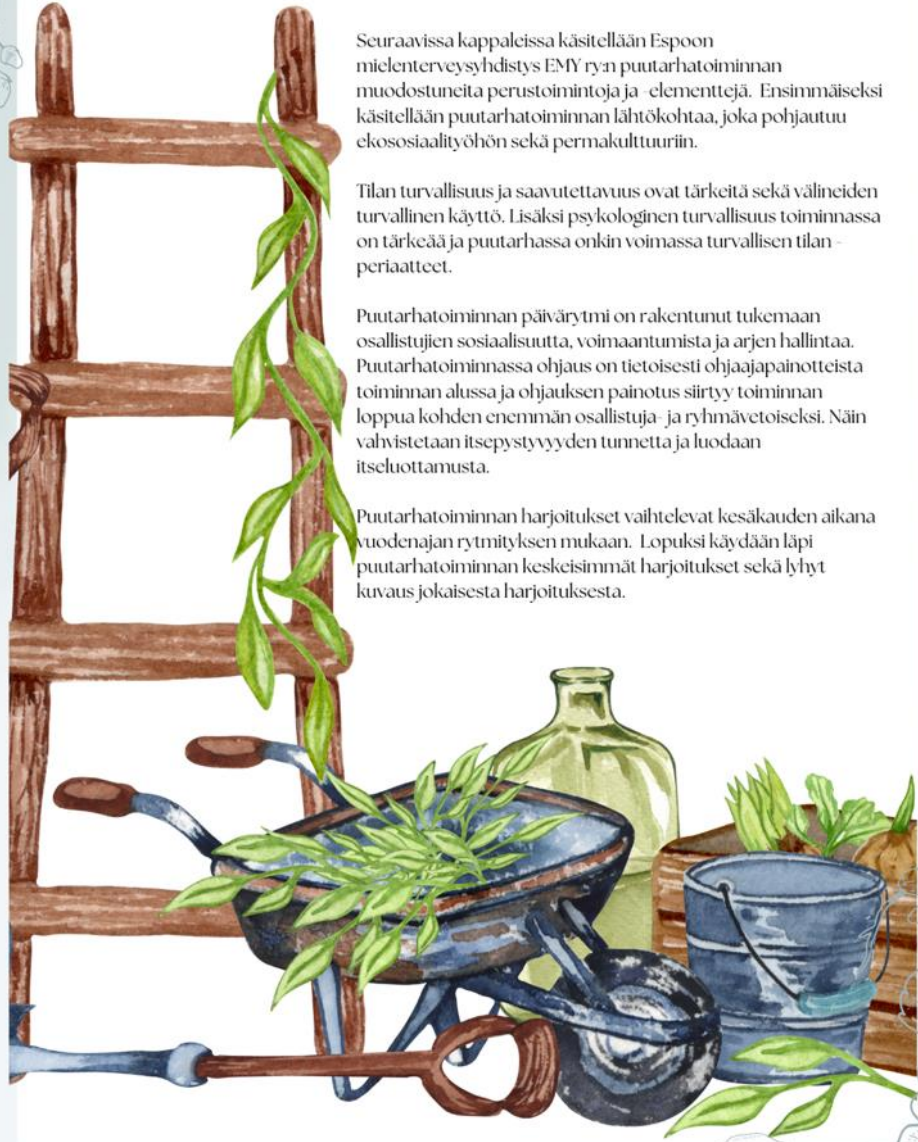 Seuraavissa kappaleissa käsitellään Espoon
mielenterveysyhdistys EMY ry:n puutarhatoiminnan
muodostuneita perustoimintoja ja -elementtejä. Ensimmäiseksi
käsitellään puutarhatoiminnan lähtökohtaa, joka pohjautuu
ekososiaalityöhön sekä permakulttuuriin.
Tilan turvallisuus ja saavutettavuus ovat tärkeitä sekä välineiden
turvallinen käyttö. Lisäksi psykologinen turvallisuus toiminnassa
on tärkeää ja puutarhassa onkin voimassa turvallisen tilan -
periaatteet.
Puutarhatoiminnan päivärytmi on rakentunut tukemaan
osallistujien sosiaalisuutta, voimaantumista ja arjen hallintaa.
Puutarhatoiminnassa ohjaus on tietoisesti ohjaajapainotteista
toiminnan alussa ja ohjauksen painotus siirtyy toiminnan
loppua kohden enemmän osallistuja- ja ryhmävetoiseksi. Näin
vahvistetaan itsepystyvyyden tunnetta ja luodaan
itseluottamusta.
Puutarhatoiminnan harjoitukset vaihtelevat kesäkauden aikana
vuodenajan rytmityksen mukaan. Lopuksi käydään läpi
puutarhatoiminnan keskeisimmät harjoitukset sekä lyhyt
kuvaus jokaisesta harjoituksesta.